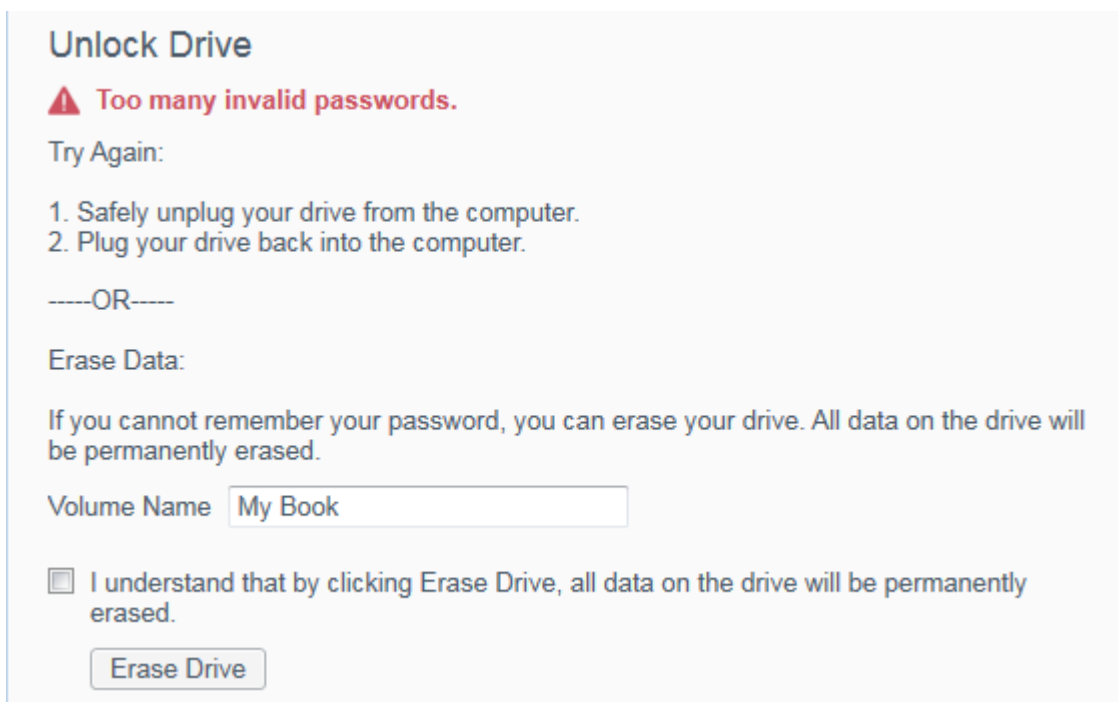 Unlock Drive
Too many invalid passwords.
Try Again:
1. Safely unplug your drive from the computer.
2. Plug your drive back into the computer.
-----OR-----
Erase Data:
If you cannot remember your password, you can erase your drive. All data on the drive will
be permanently erased.
Volume Name My Book
I understand that by clicking Erase Drive, all data on the drive will be permanently
erased.
Erase Drive